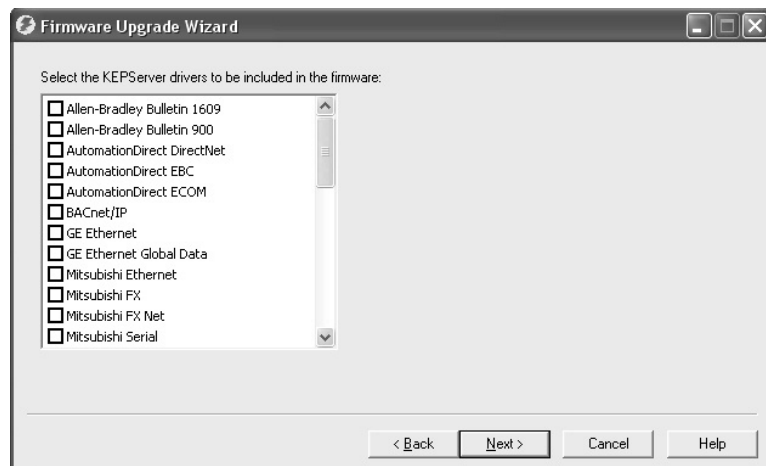 Firmware Upgrade Wizard
Select the KEPServer drivers to be included in the firmware:
Allen-Bradley Bulletin 1609
Allen-Bradley Bulletin 900
AutomationDirect DirectNet
AutomationDirect EBC
AutomationDirect ECOM
BACnet/IP
GE Ethernet
GE Ethernet Global Data
Mitsubishi Ethernet
Mitsubishi FX
Mitsubishi FX Net
Mitsubishi Serial
< Back Next > Cancel Help